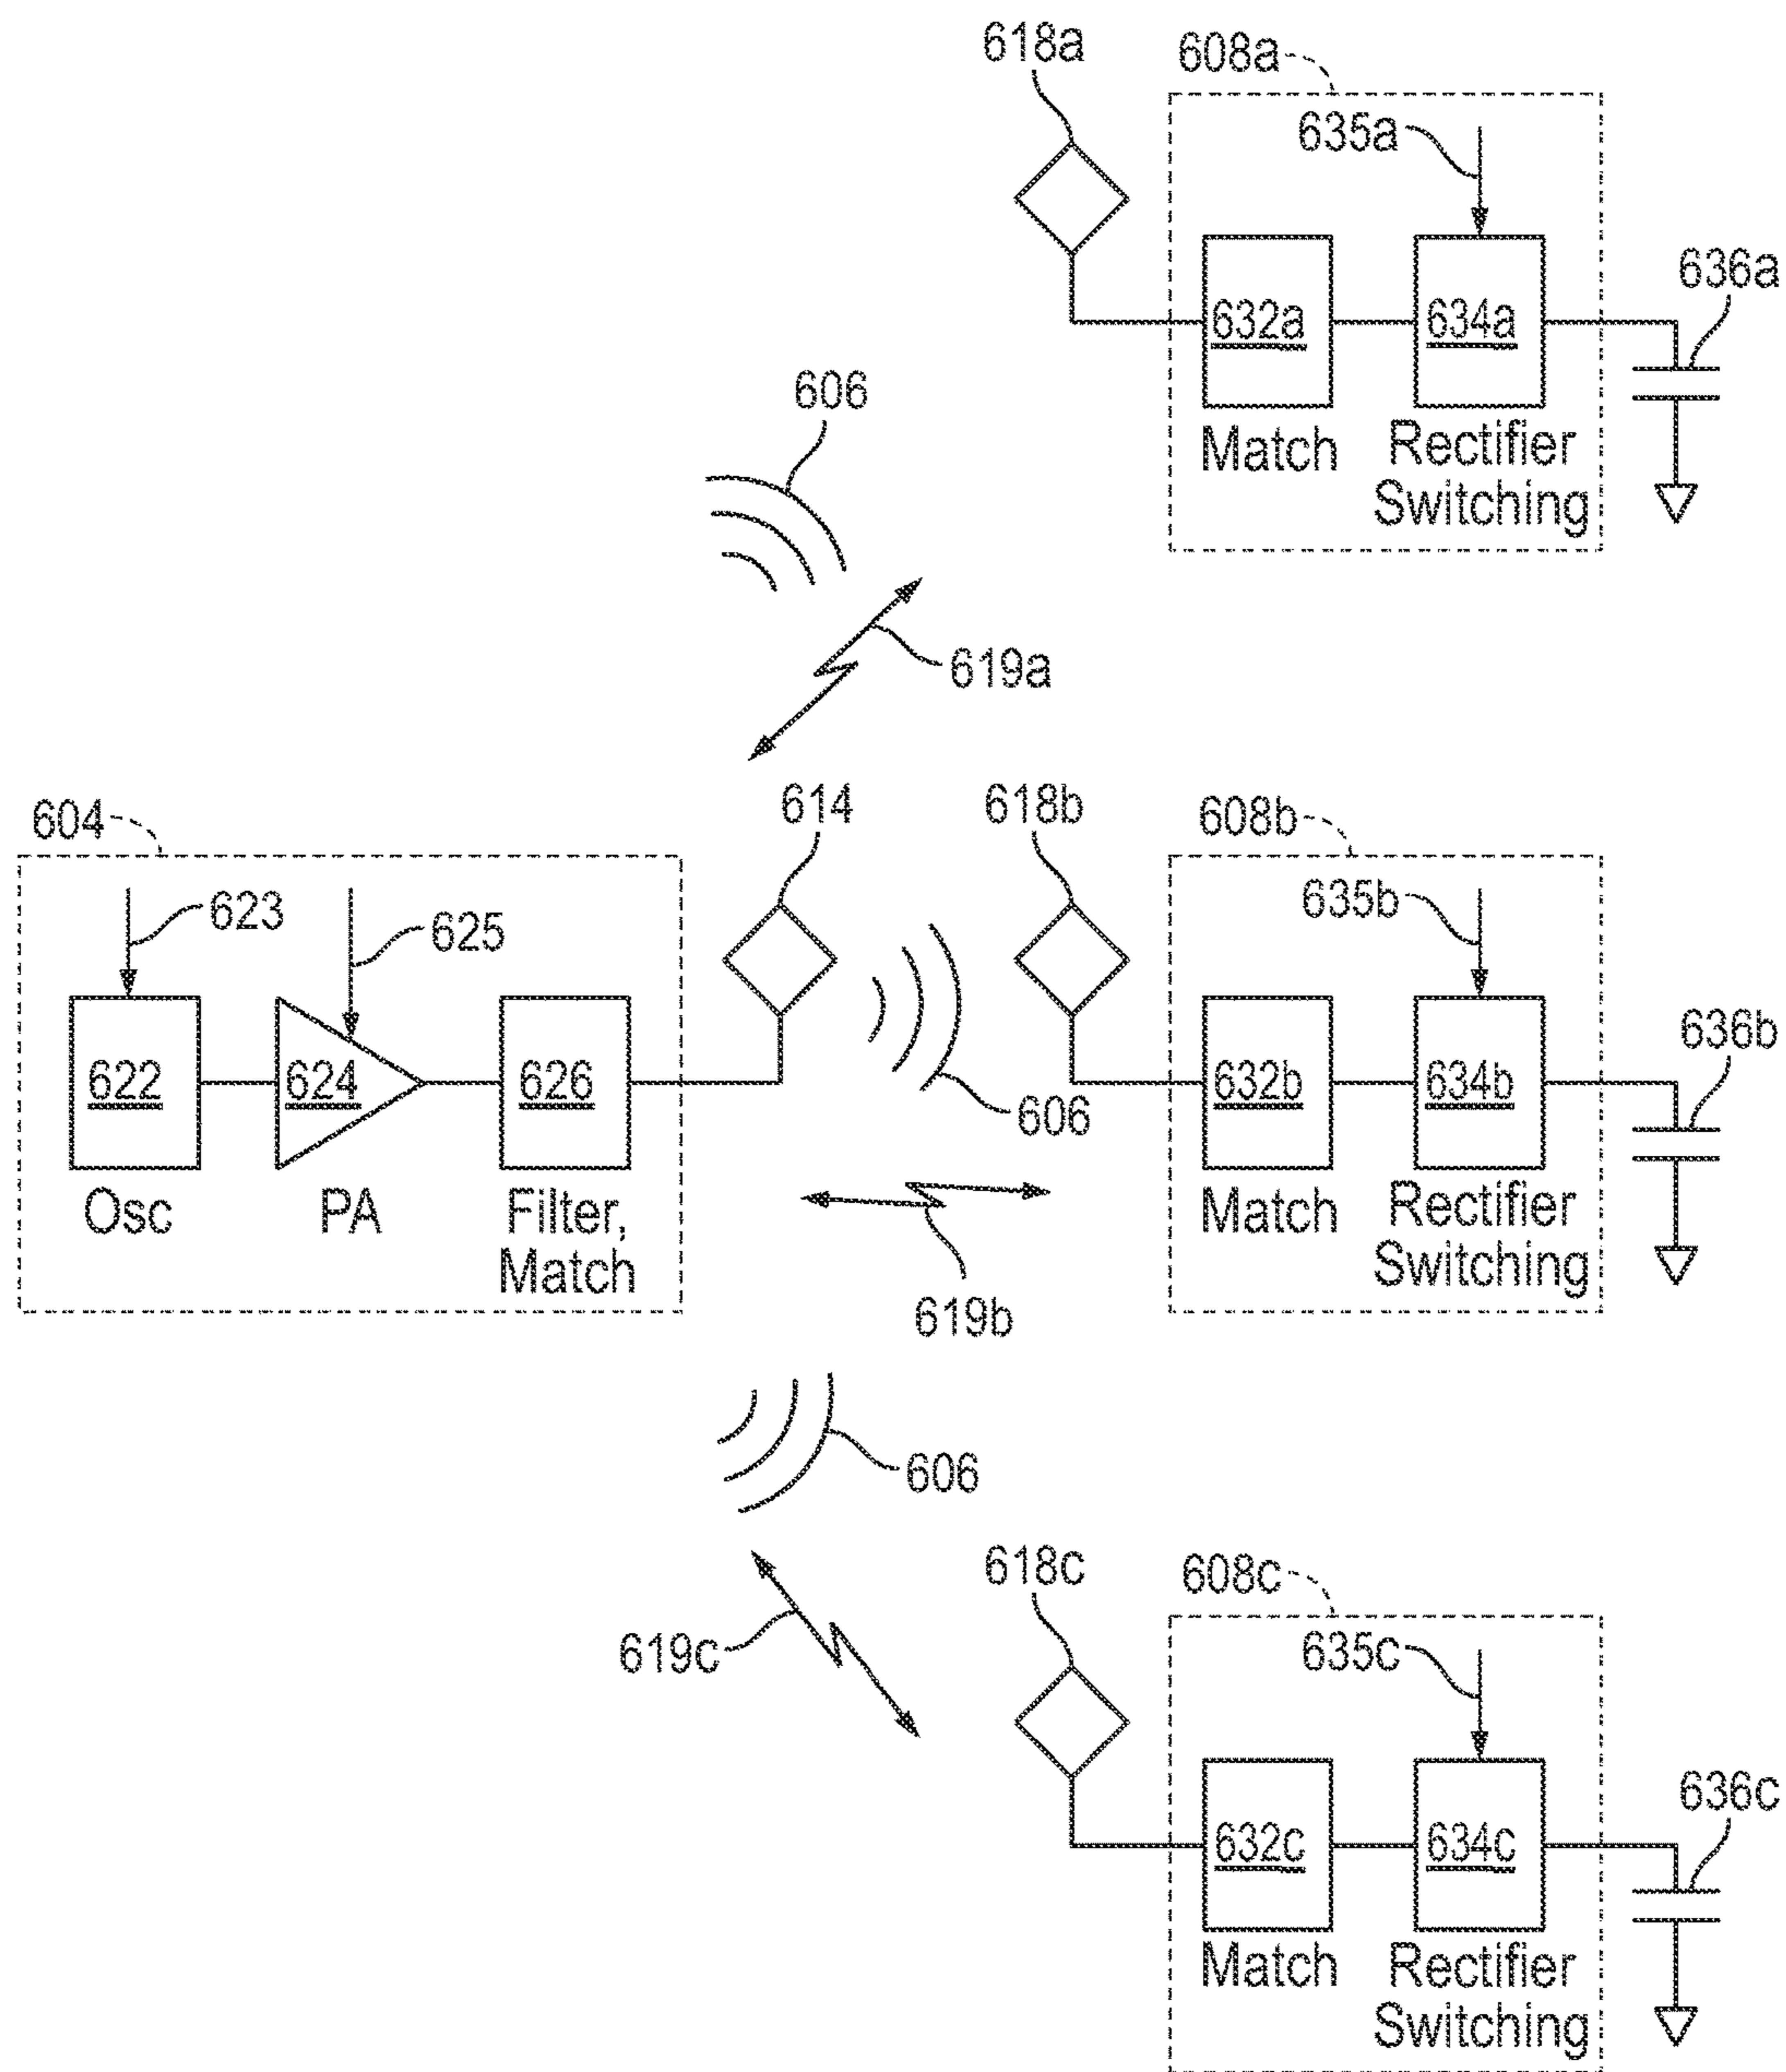 618a
608a
635a
636a
632a
634a
Match
Rectifier
Switching
606
619a
604
614
618b
608b
623
625
635b
636b
622
624
626
606
632b
634b
Osc
PA
Filter,
Match
Match
Rectifier
Switching
619b
606
618c
608c
619c
635c
636c
632c
634c
Match
Rectifier
Switching